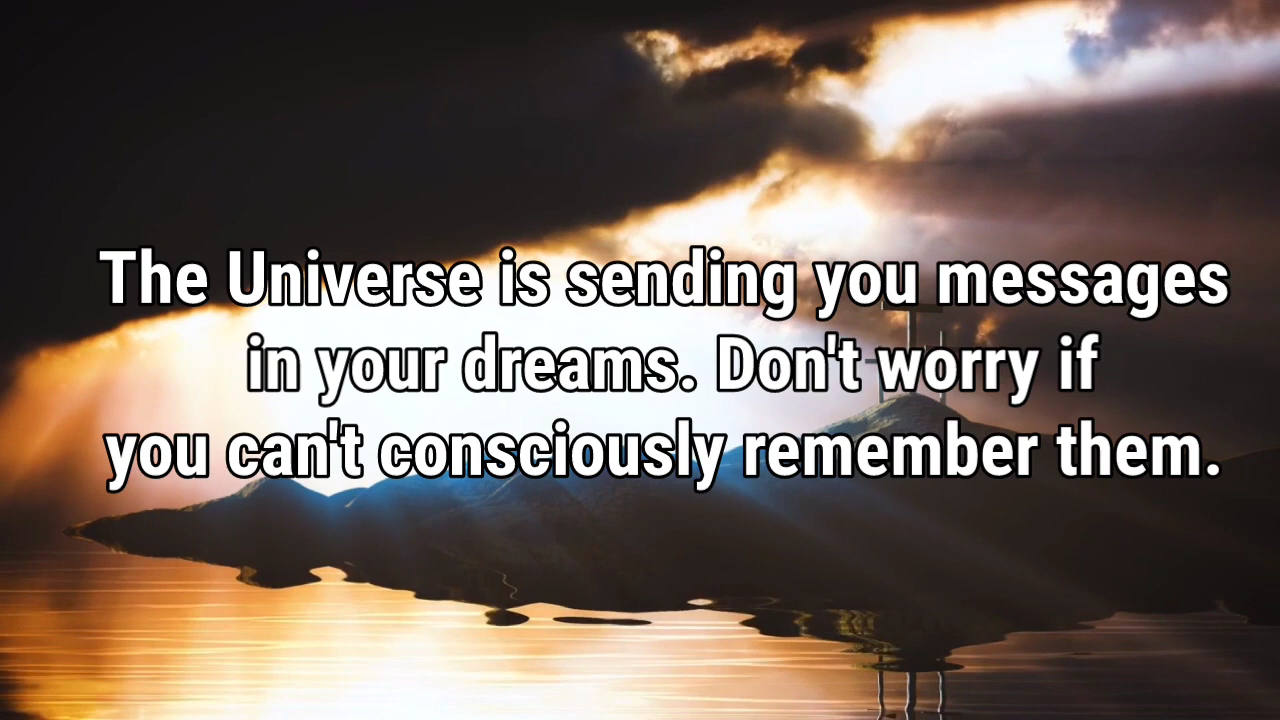 The Universe is sending you messages
in your dreams. Don't worry if
you can't consciously remember them.